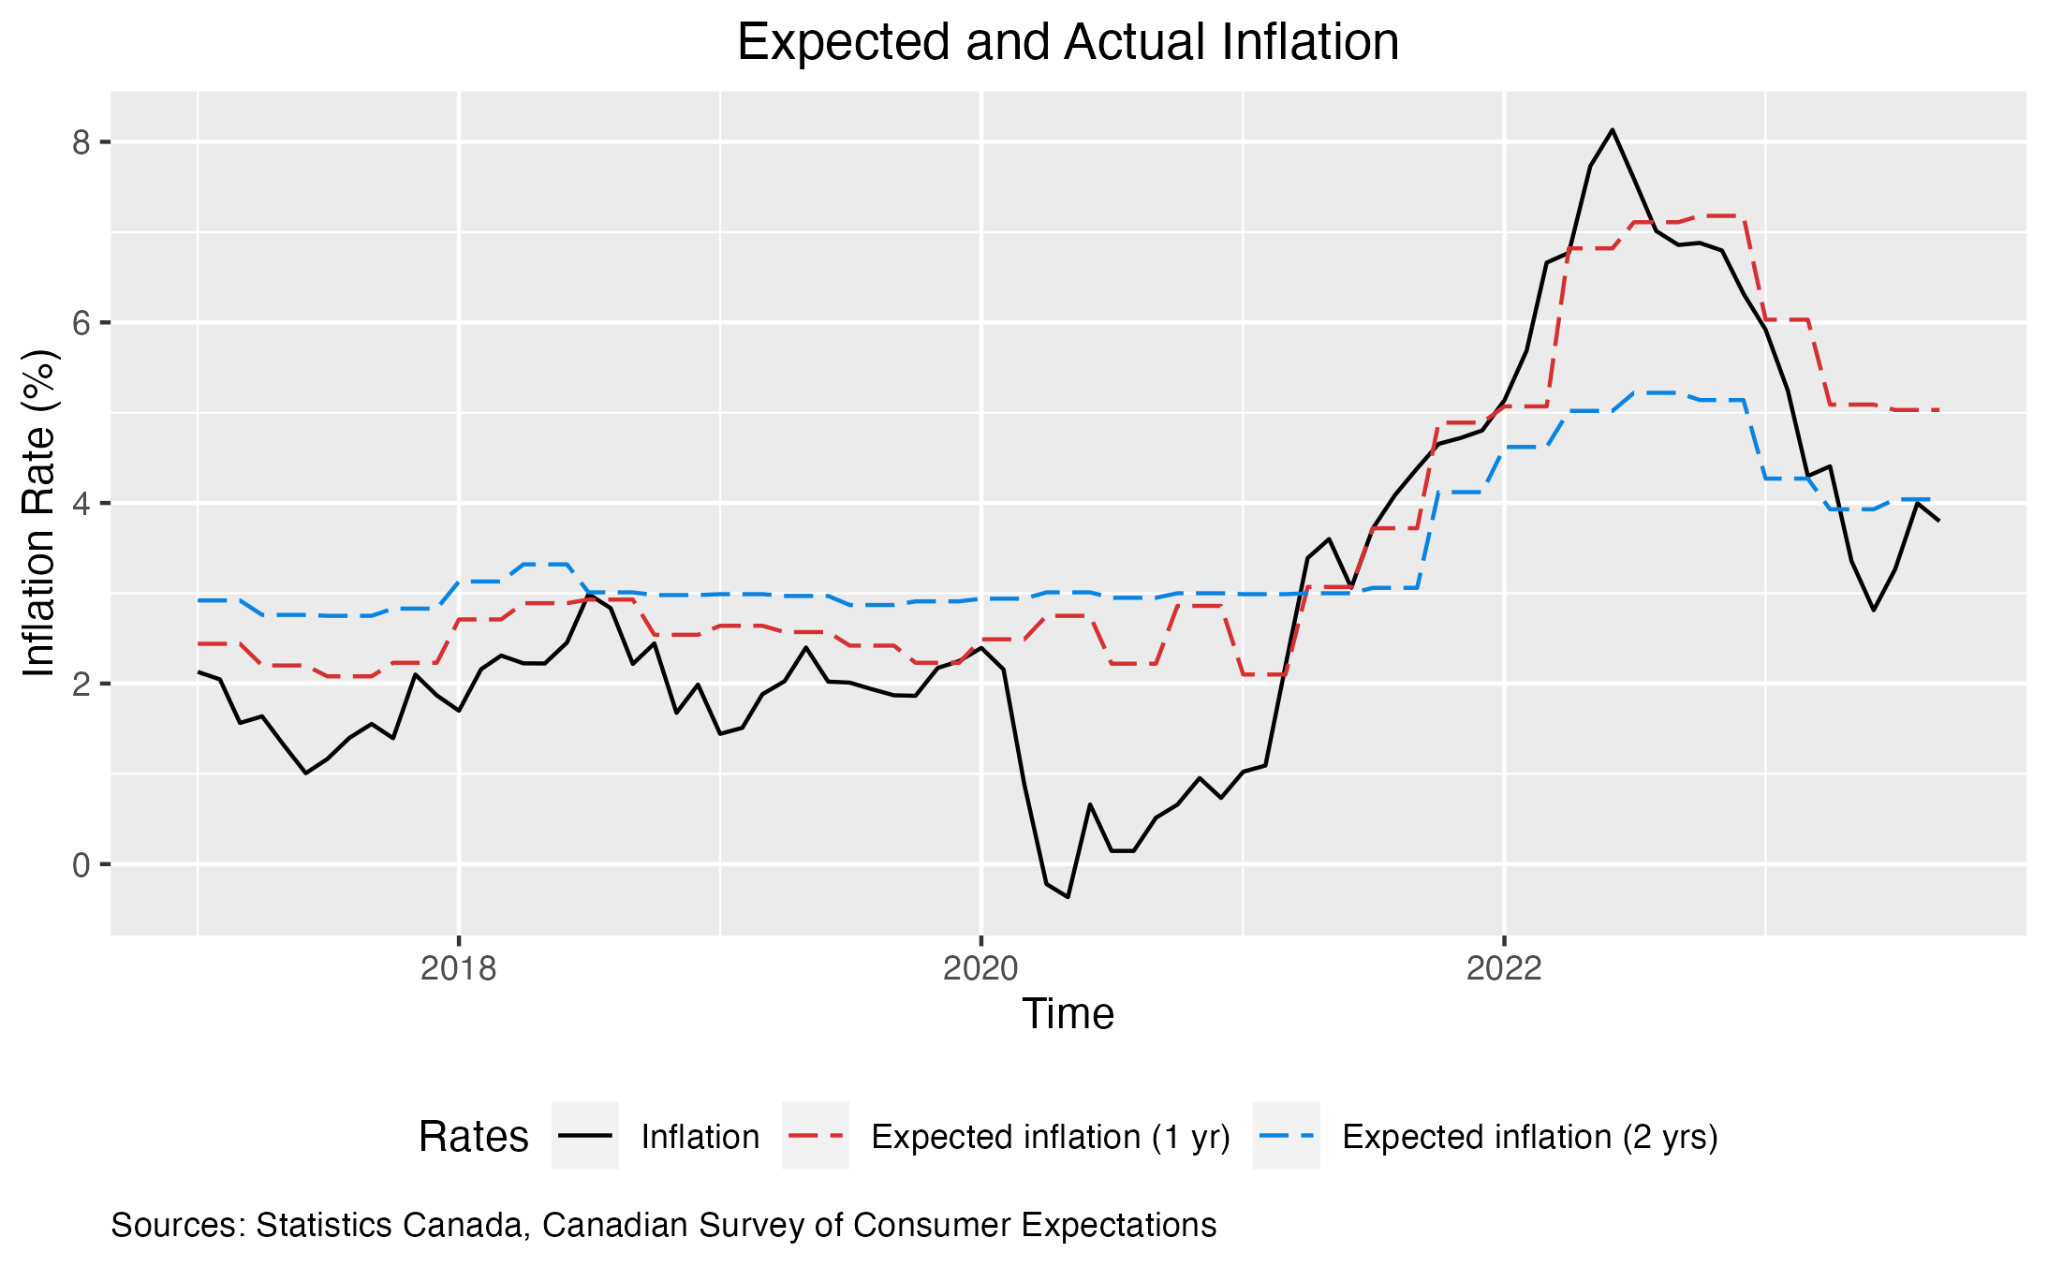 Expected and Actual Inflation
Inflation Rate (%)
8
6
4
2
0
2018 2020 2022
Time
Rates Inflation Expected inflation (1 yr) Expected inflation (2 yrs)
Sources: Statistics Canada, Canadian Survey of Consumer Expectations